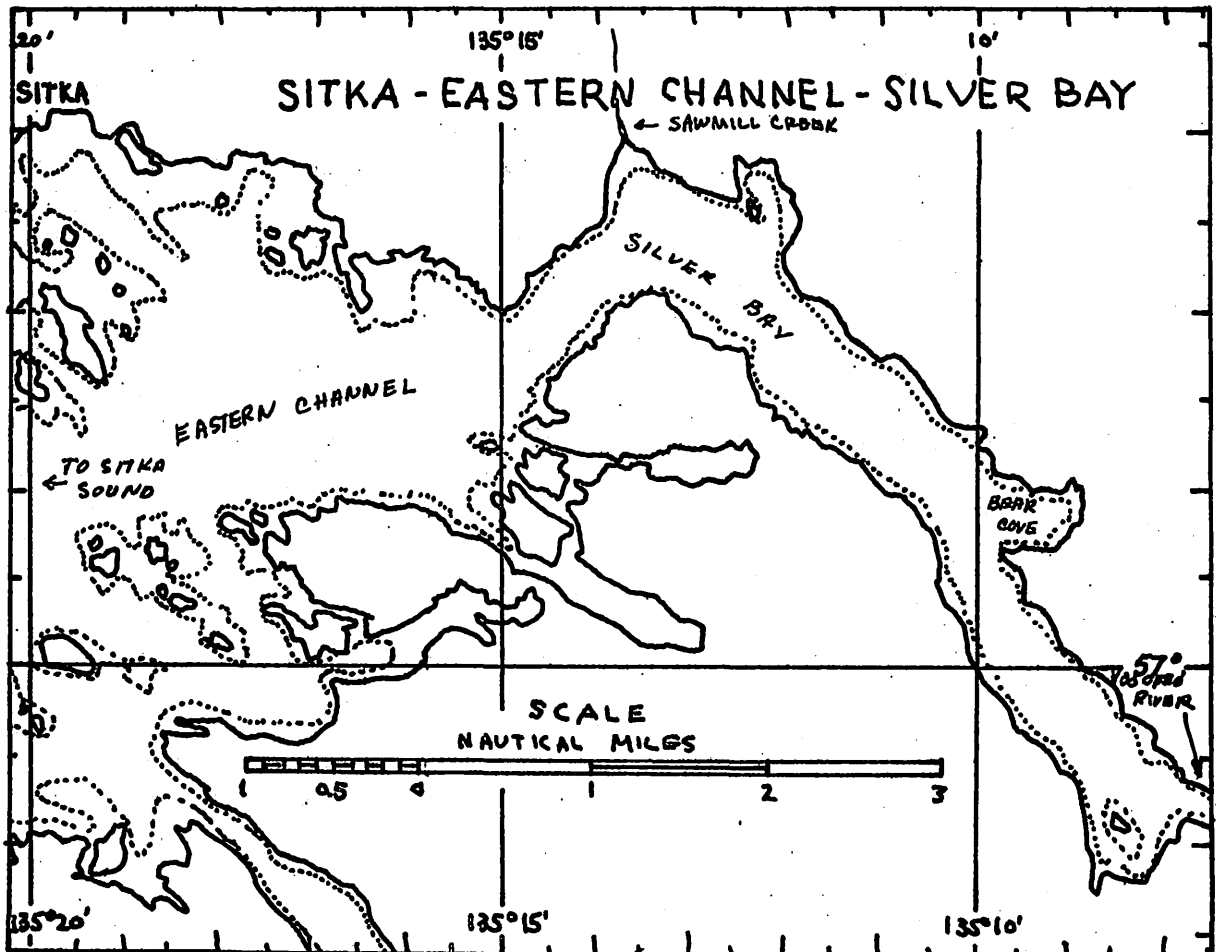 20'
135°15'
10'
SITKA
SITKA - EASTERN CHANNEL - SILVER BAY
← SAWMILL CREEK
SILVER
BAY
EASTERN CHANNEL
← TO SITKA
SOUND
BEAR
COVE
57°
RIVER
SCALE
NAUTICAL MILES
1 0.5 0 1 2 3
135°20'
135°15'
135°10'